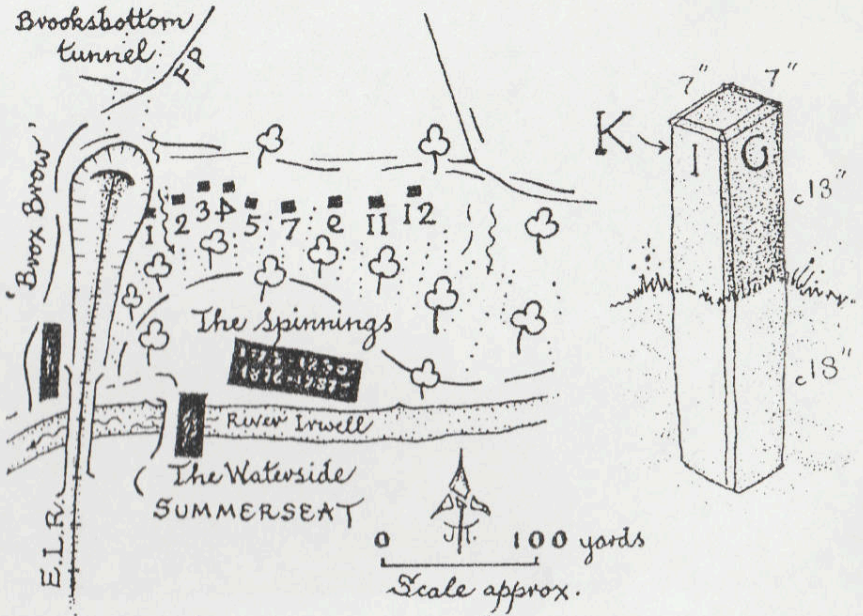 Brooksbottom
tunnel
FP
'Brox Brow'
1 2 3 4 5 7 e 11 12
The Spinnings
River Irwell
The Waterside
SUMMERSEAT
E.L.R.
J.T.
0 100 yards
Scale approx.
7" 7"
K
I G
c13"
c18"